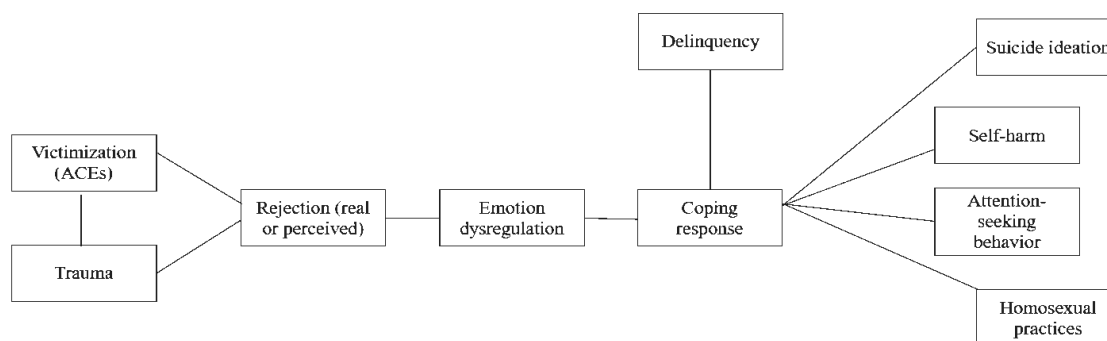 Delinquency
Suicide ideation
Self-harm
Victimization
(ACEs)
Rejection (real
or perceived)
Emotion
dysregulation
Coping
response
Attention-
seeking
behavior
Trauma
Homosexual
practices